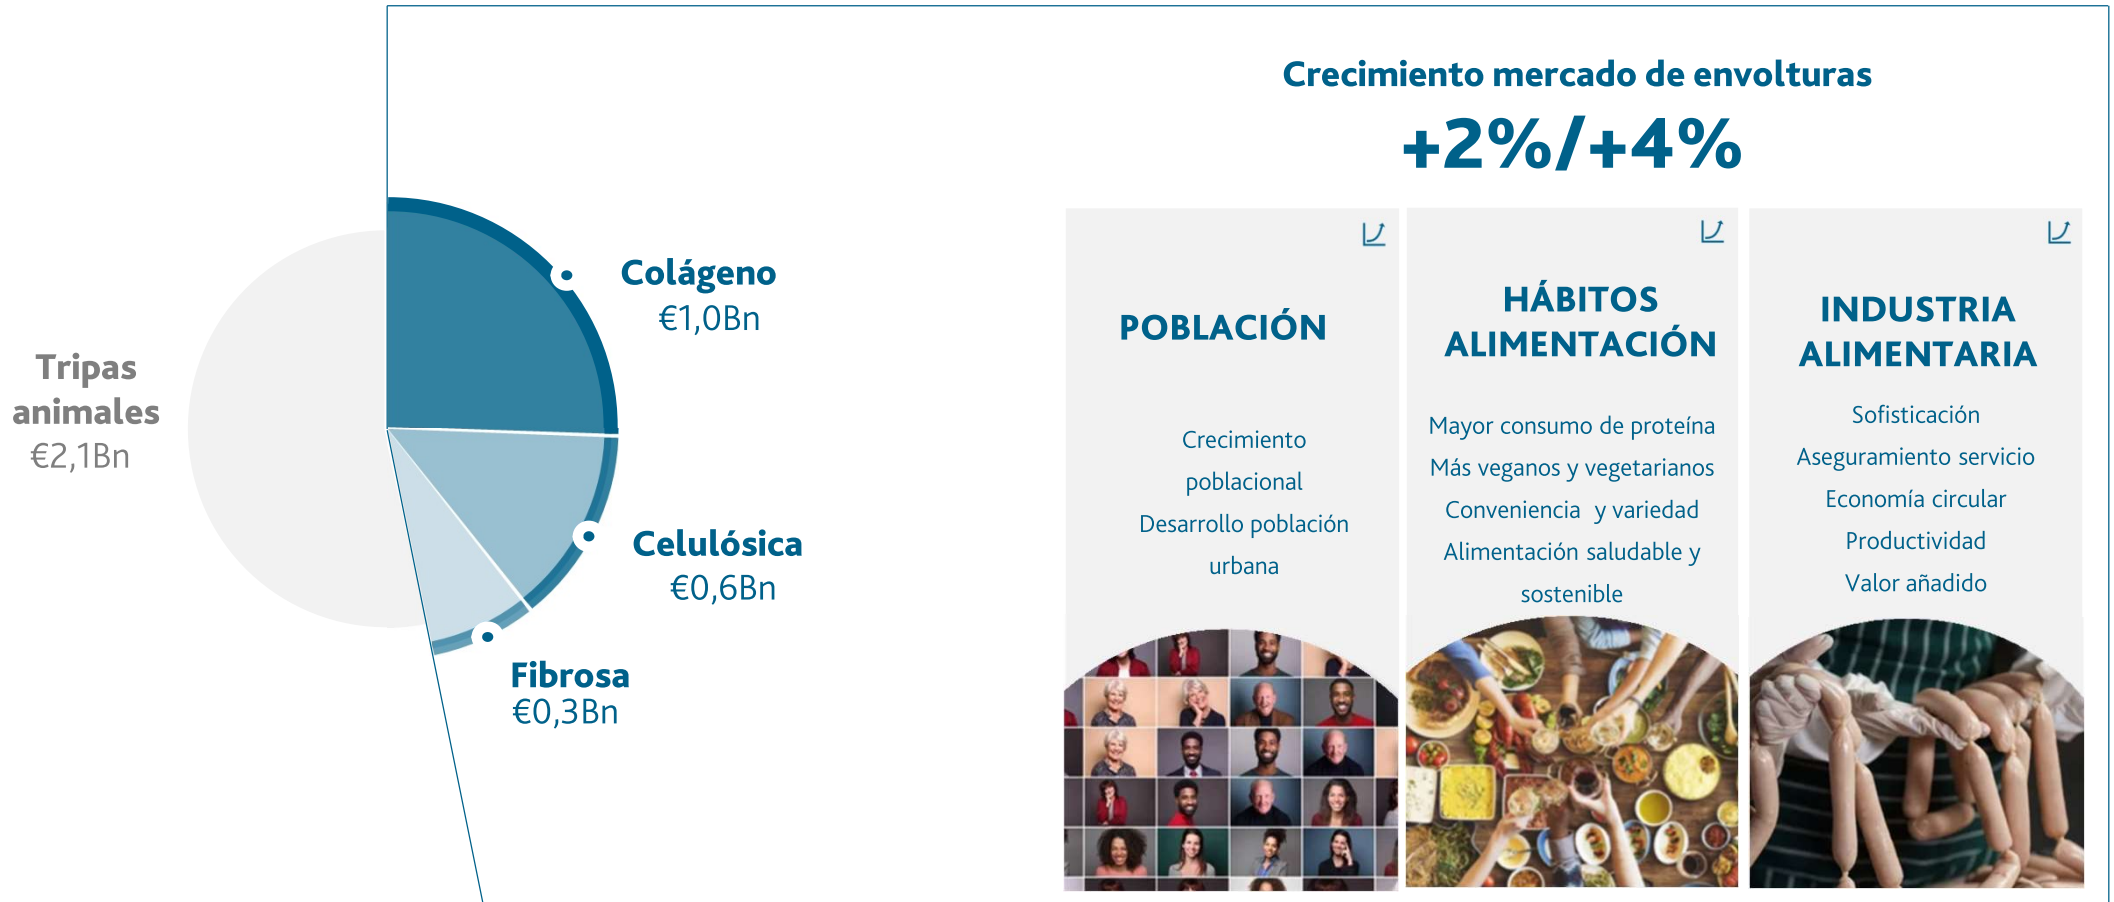 Tripas
animales
€2,1Bn
Colágeno
€1,0Bn
Celulósica
€0,6Bn
Fibrosa
€0,3Bn
Crecimiento mercado de envolturas
+2%/+4%
POBLACIÓN
Crecimiento
poblacional
Desarrollo población
urbana
HÁBITOS
ALIMENTACIÓN
Mayor consumo de proteína
Más veganos y vegetarianos
Conveniencia y variedad
Alimentación saludable y
sostenible
INDUSTRIA
ALIMENTARIA
Sofisticación
Aseguramiento servicio
Economía circular
Productividad
Valor añadido